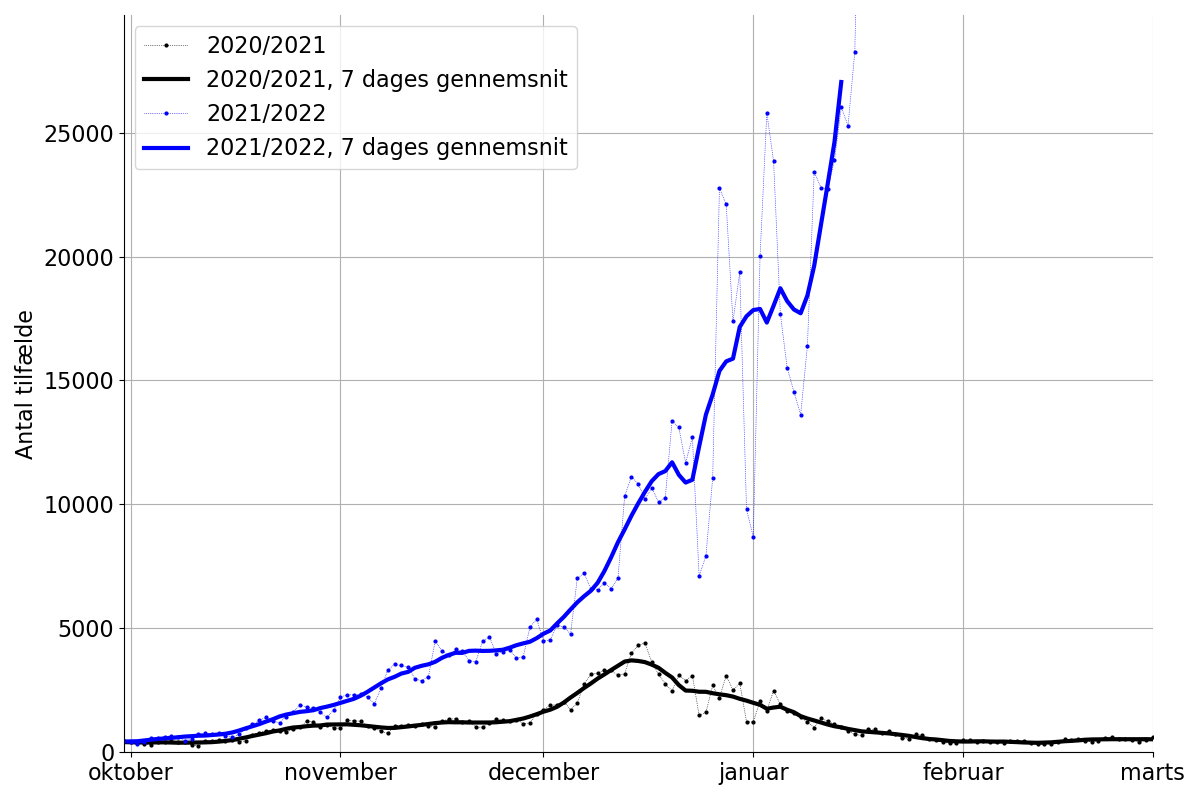 2020/2021
2020/2021, 7 dages gennemsnit
2021/2022
2021/2022, 7 dages gennemsnit
Antal tilfælde
25000
20000
15000
10000
5000
0
oktober november december januar februar marts